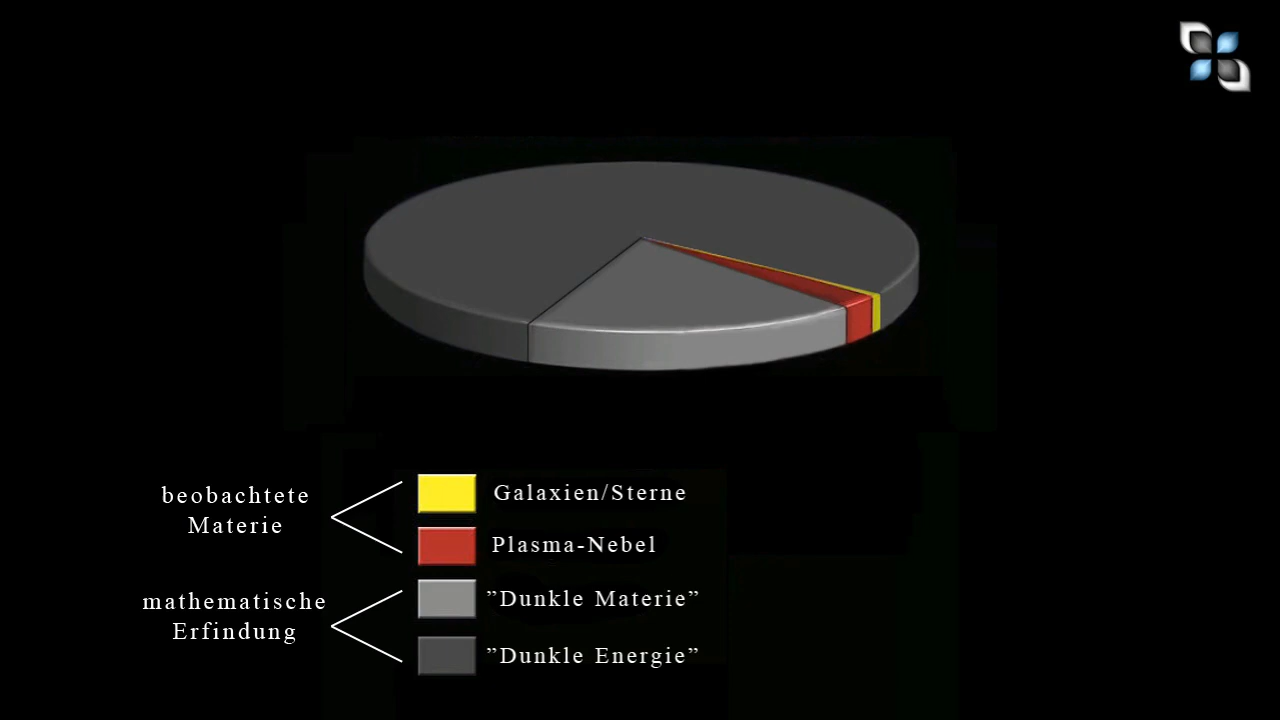 beobachtete
Materie
Galaxien/Sterne
Plasma-Nebel
mathematische
Erfindung
”Dunkle Materie”
”Dunkle Energie”